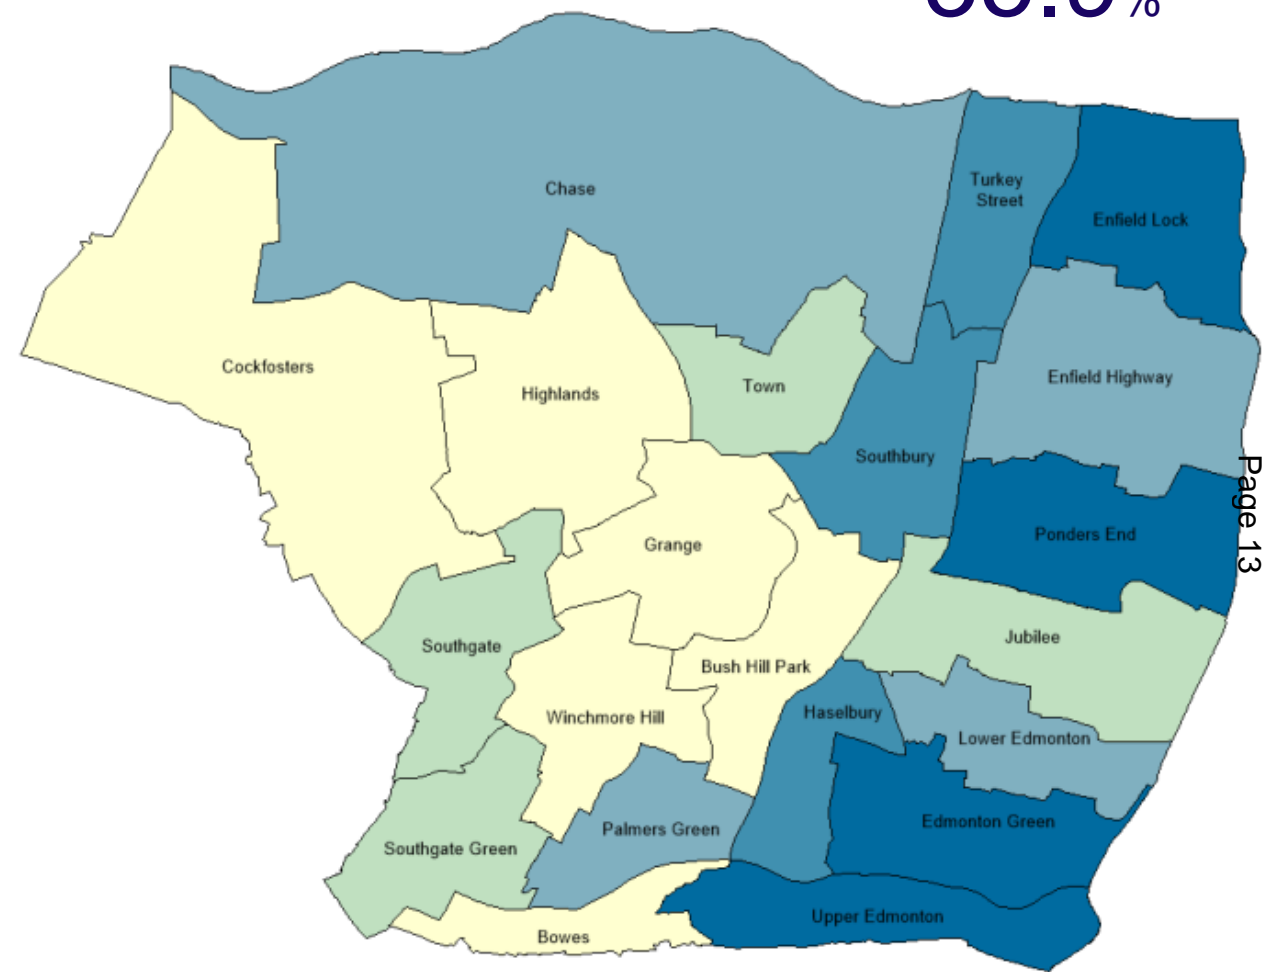 %
Chase
Turkey
Street
Enfield Lock
Cockfosters
Highlands
Town
Enfield Highway
Southbury
Page 13
Grange
Ponders End
Southgate
Jubilee
Bush Hill Park
Winchmore Hill
Haselbury
Lower Edmonton
Palmers Green
Edmonton Green
Southgate Green
Upper Edmonton
Bowes